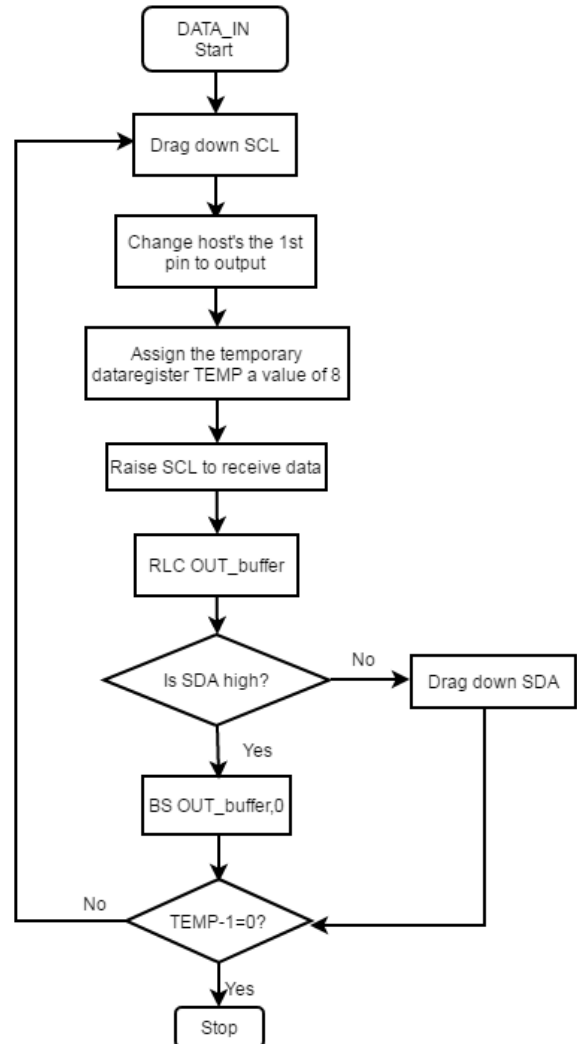 DATA_IN
Start
Drag down SCL
Change host's the 1st
pin to output
Assign the temporary
dataregister TEMP a value of 8
Raise SCL to receive data
RLC OUT_buffer
Is SDA high?
No
Drag down SDA
Yes
BS OUT_buffer,0
No
TEMP-1=0?
Yes
Stop